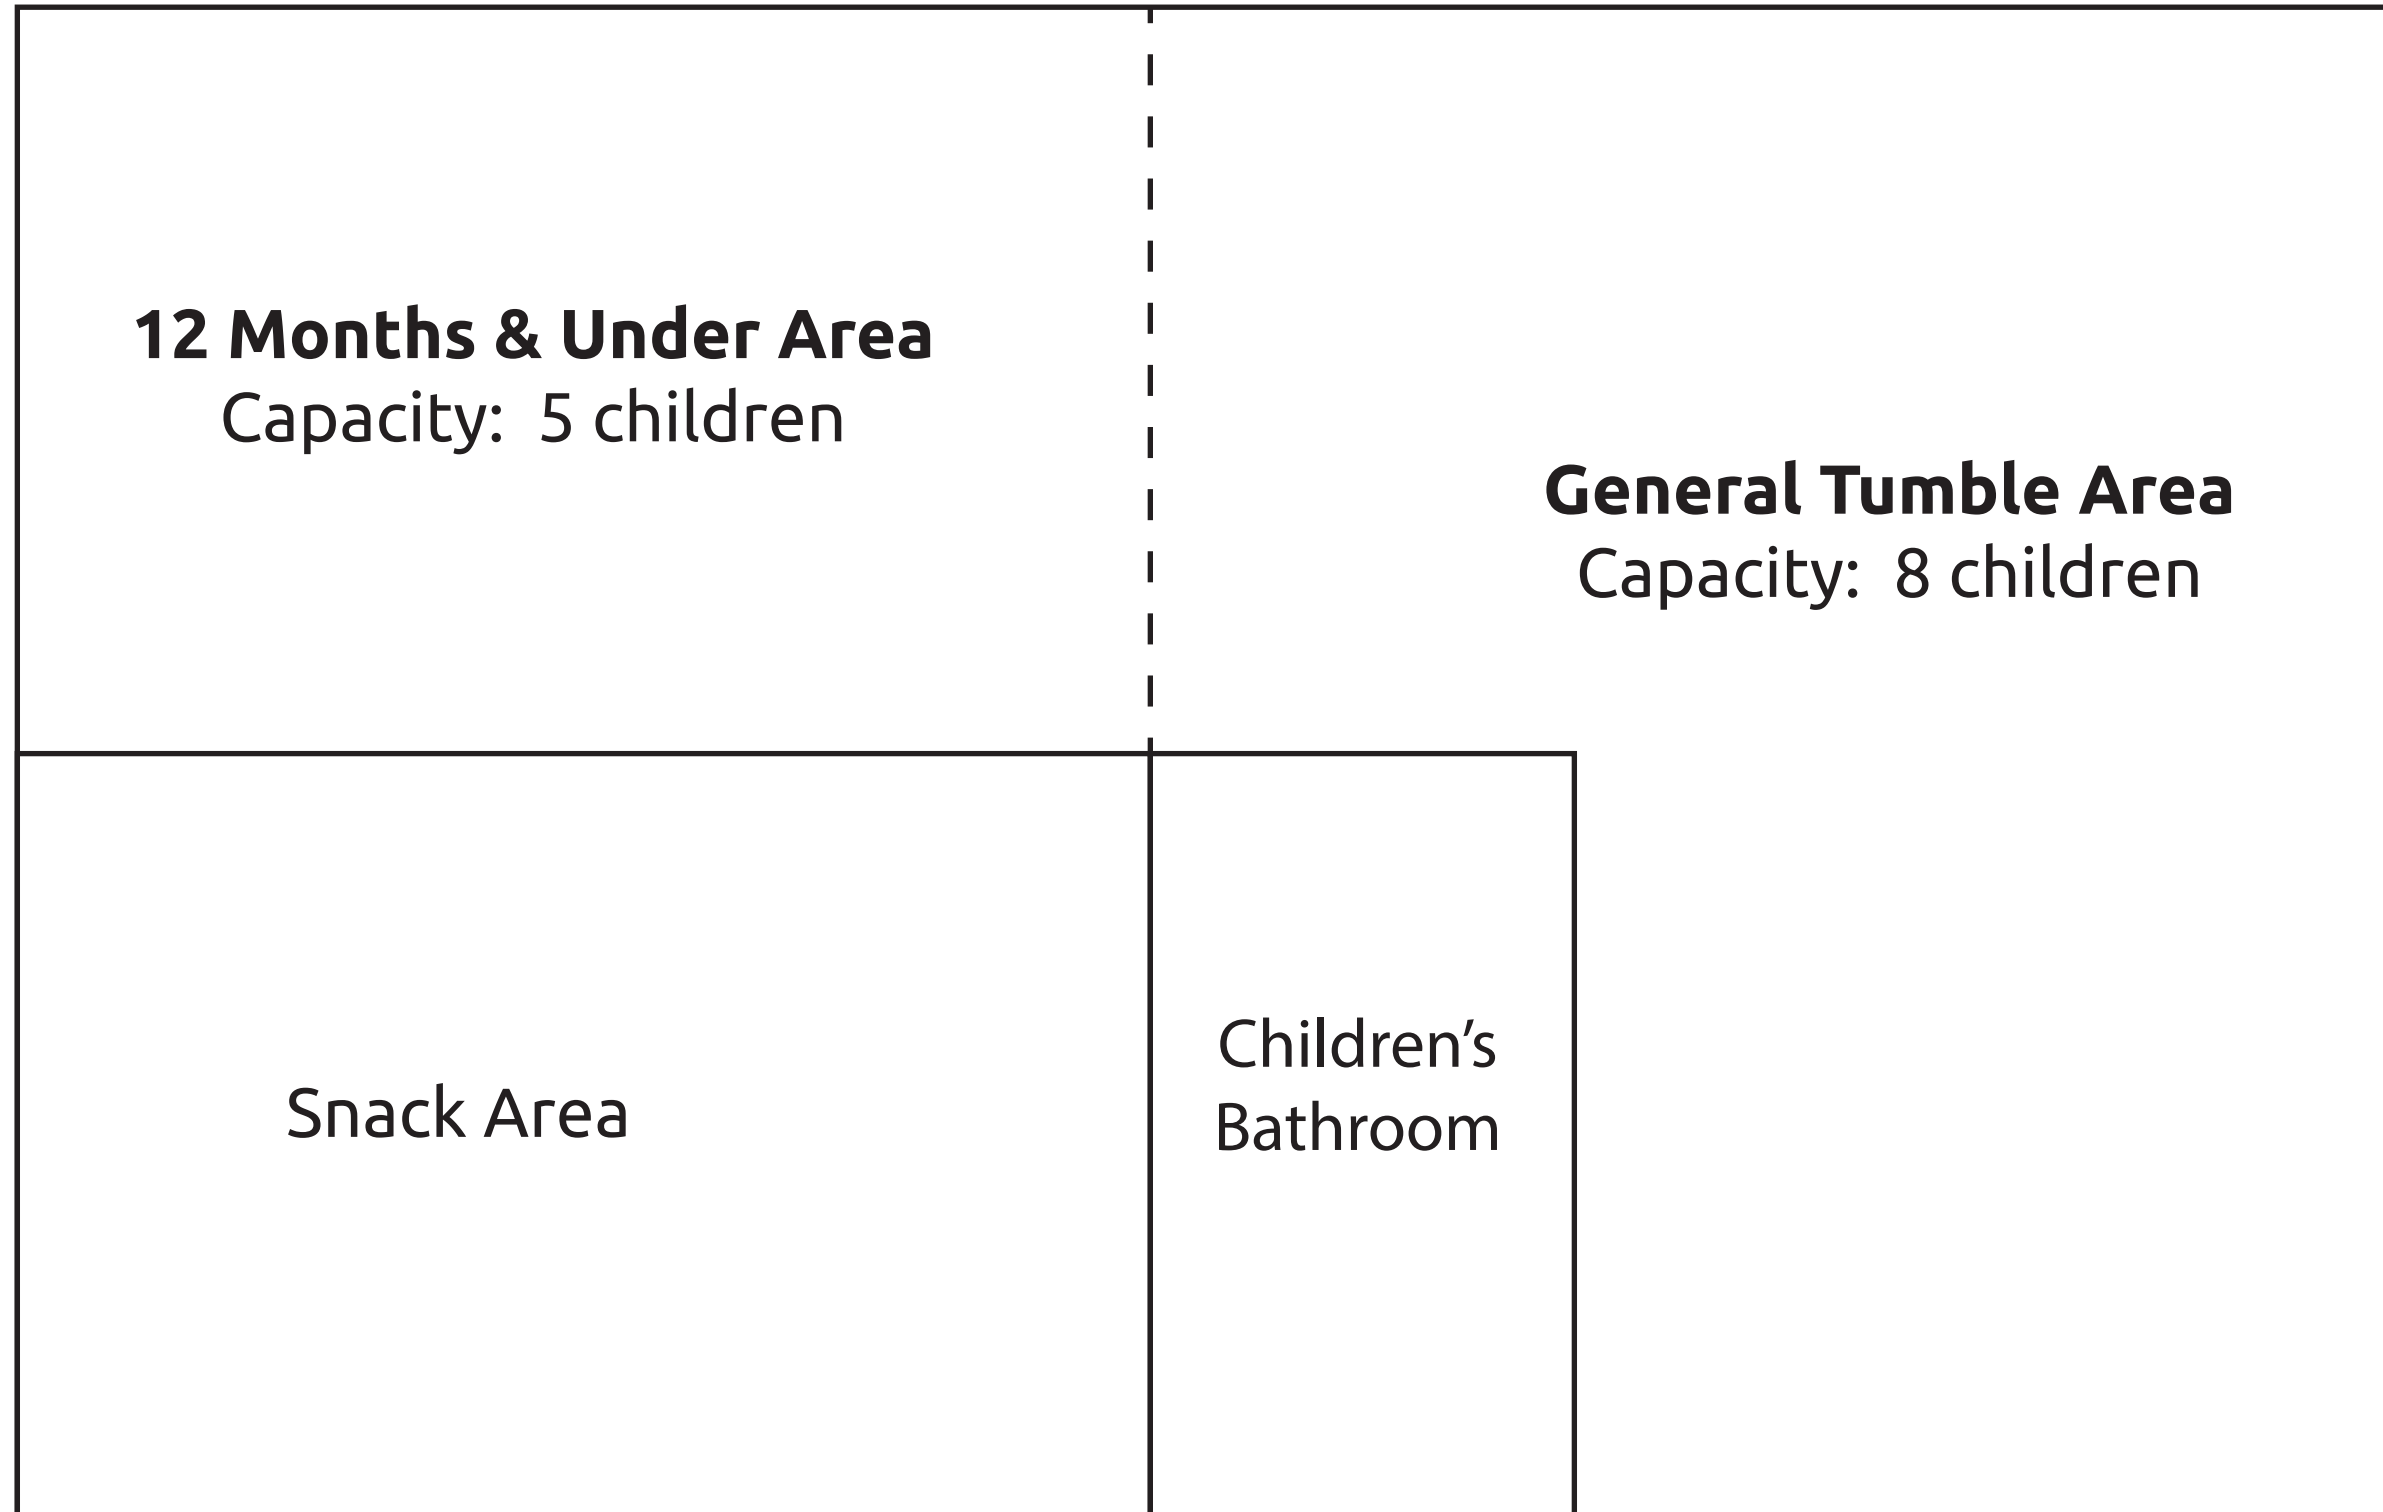 12 Months & Under Area
Capacity:  5 children
General Tumble Area
Capacity:  8 children
Snack Area
Children’s
Bathroom